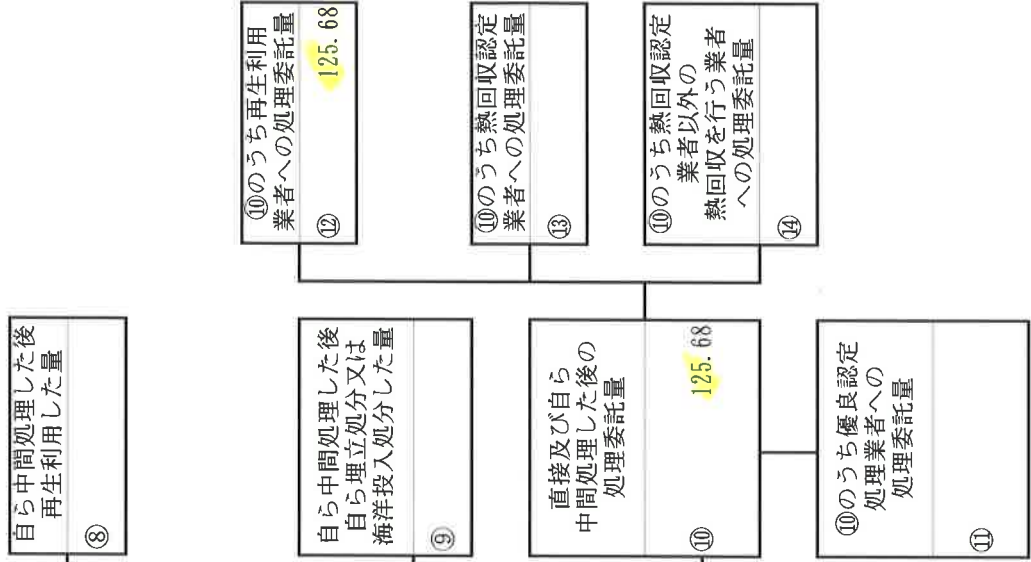 自ら中間処理した後
再生利用した量
⑧
自ら中間処理した後
自ら埋立処分又は
海洋投入処分した量
⑨
直接及び自ら
中間処理した後の
処理委託量
⑩
125.68
⑩のうち優良認定
処理業者への
処理委託量
⑪
⑩のうち再生利用
業者への処理委託量
⑫
125.68
⑩のうち熱回収認定
業者への処理委託量
⑬
⑩のうち熱回収認定
業者以外の
熱回収を行う業者
への処理委託量
⑭